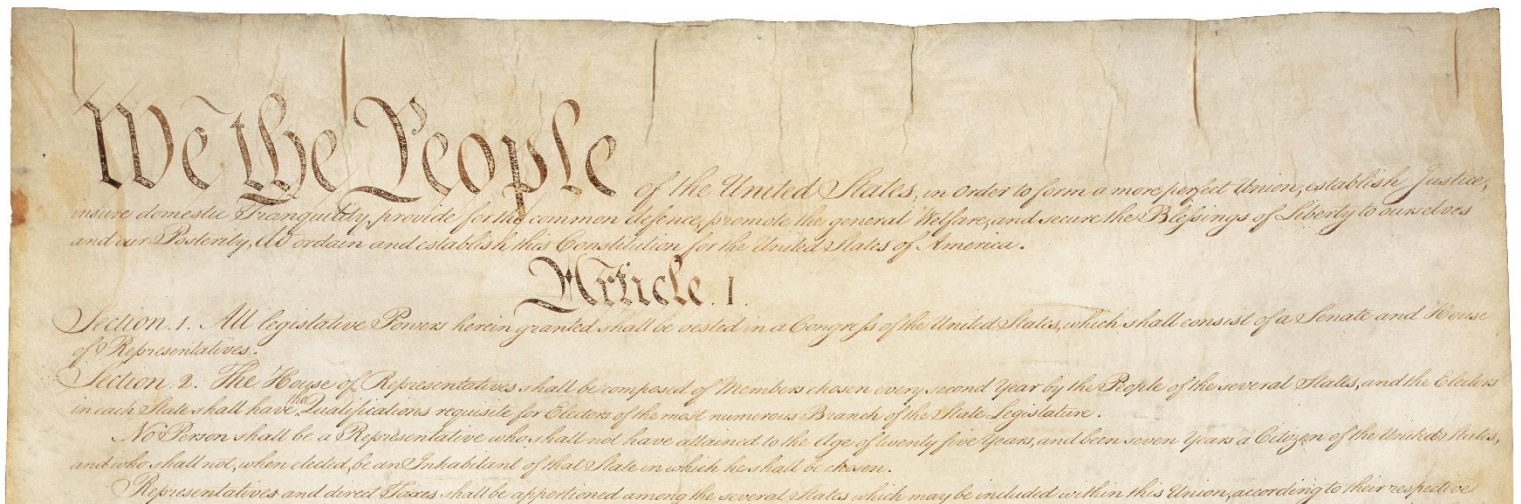 We the People of the United States, in Order to form a more perfect Union, establish Justice,
insure domestic Tranquility, provide for the common defence, promote the general Welfare, and secure the Blessings of Liberty to ourselves
and our Posterity, do ordain and establish this Constitution for the United States of America.
Article. I.
Section. 1. All legislative Powers herein granted shall be vested in a Congress of the United States, which shall consist of a Senate and House
of Representatives.
Section. 2. The House of Representatives shall be composed of Members chosen every second Year by the People of the several States, and the Electors
in each State shall have the Qualifications requisite for Electors of the most numerous Branch of the State Legislature.
No Person shall be a Representative who shall not have attained to the Age of twenty five Years, and been seven Years a Citizen of the United States,
and who shall not, when elected, be an Inhabitant of that State in which he shall be chosen.
Representatives and direct Taxes shall be apportioned among the several States which may be included within this Union, according to their respective